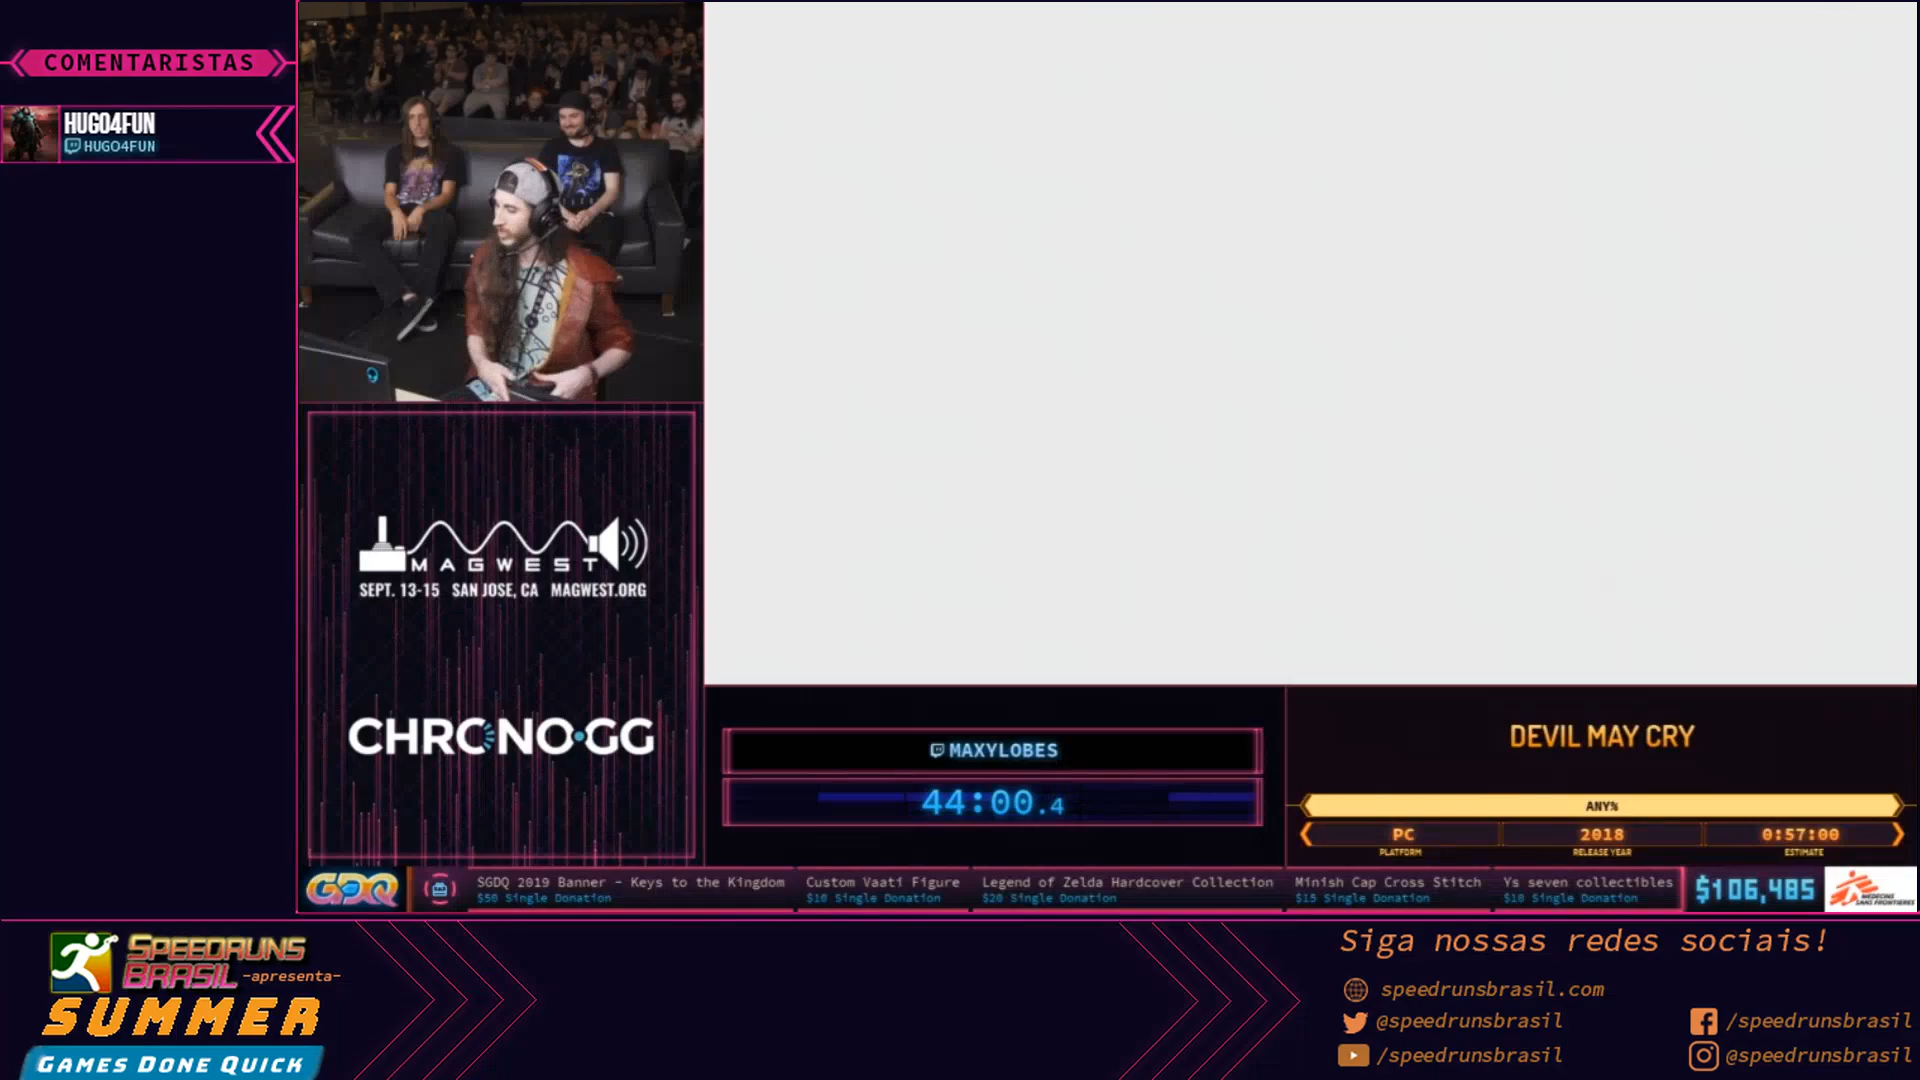 COMENTARISTAS
HUGO4FUN
HUGO4FUN
MAGWEST
SEPT. 13-15 SAN JOSE, CA MAGWEST.ORG
CHRONO.GG
MAXYLOBES
44:00.4
DEVIL MAY CRY
ANY%
PC
PLATFORM
2018
RELEASE YEAR
0:57:00
ESTIMATE
GDQ
SGDQ 2019 Banner - Keys to the Kingdom
$50 Single Donation
Custom Vaati Figure
$10 Single Donation
Legend of Zelda Hardcover Collection
$20 Single Donation
Minish Cap Cross Stitch
$15 Single Donation
Ys seven collectibles
$10 Single Donation
$106,485
MEDECINS
SANS FRONTIERES
SPEEDRUNS
BRASIL -apresenta-
SUMMER
GAMES DONE QUICK
Siga nossas redes sociais!
speedrunsbrasil.com
@speedrunsbrasil
/speedrunsbrasil
/speedrunsbrasil
@speedrunsbrasil